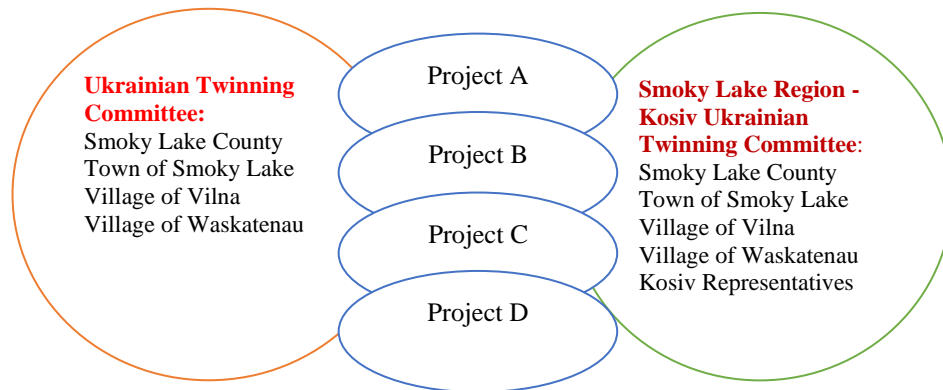 Ukrainian Twinning
Committee:
Smoky Lake County
Town of Smoky Lake
Village of Vilna
Village of Waskatenau
Project A
Project B
Project C
Project D
Smoky Lake Region -
Kosiv Ukrainian
Twinning Committee:
Smoky Lake County
Town of Smoky Lake
Village of Vilna
Village of Waskatenau
Kosiv Representatives